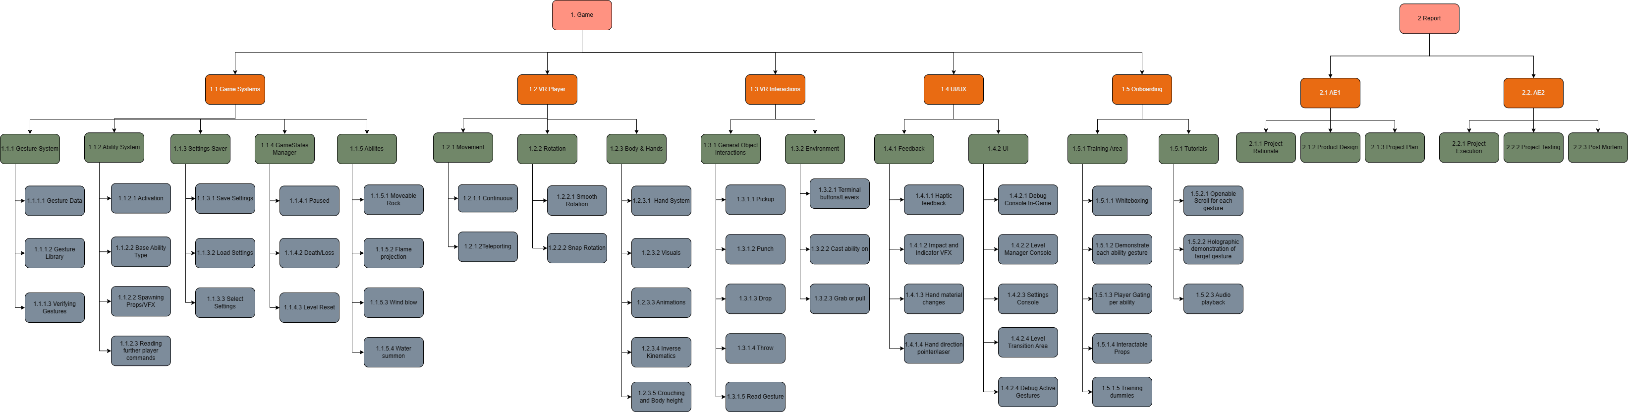 1. Game
2 Report
1.1 Game Systems
1.2 VR Player
1.3 VR Interactions
1.4 UI/UX
1.5 Onboarding
2.1 AE1
2.2. AE2
1.1.1 Gesture System
1.1.2 Ability System
1.1.3 Settings Saver
1.1.4 GameStates
Manager
1.1.5 Abilites
1.2.1 Movement
1.2.2 Rotation
1.2.3 Body & Hands
1.3.1 General Object
Interactions
1.3.2 Environment
1.4.1 Feedback
1.4.2 UI
1.5.1 Training Area
1.5.1 Tutorials
2.1.1 Project
Rationale
2.1.2 Product Design
2.1.3 Project Plan
2.2.1 Project
Execution
2.2.2 Project Testing
2.2.3 Post Mortem
1.1.1.1 Gesture Data
1.1.1.2 Gesture
Library
1.1.1.3 Verifying
Gestures
1.1.2.1 Activation
1.1.2.2 Base Ability
Type
1.1.2.2 Spawning
Props/VFX
1.1.2.3 Reading
further player
commands
1.1.3.1 Save Settings
1.1.3.2 Load Settings
1.1.3.3 Select
Settings
1.1.4.1 Paused
1.1.4.2 Death/Loss
1.1.4.3 Level Reset
1.1.5.1 Moveable
Rock
1.1.5.2 Flame
projection
1.1.5.3 Wind blow
1.1.5.4 Water
summon
1.2.1.1 Continuous
1.2.1.2Teleporting
1.2.2.1 Smooth
Rotation
1.2.2.2 Snap Rotation
1.2.3.1 Hand System
1.2.3.2 Visuals
1.2.3.3 Animations
1.2.3.4 Inverse
Kinematics
1.2.3.5 Crouching
and Body height
1.3.1.1 Pickup
1.3.1.2 Punch
1.3.1.3 Drop
1.3.1.4 Throw
1.3.1.5 Read Gesture
1.3.2.1 Terminal
buttons/Levers
1.3.2.2 Cast ability on
1.3.2.3 Grab or pull
1.4.1.1 Haptic
feedback
1.4.1.2 Impact and
Indicator VFX
1.4.1.3 Hand material
changes
1.4.1.4 Hand direction
pointer/laser
1.4.2.1 Debug
Console In-Game
1.4.2.2 Level
Manager Console
1.4.2.3 Settings
Console
1.4.2.4 Level
Transition Area
1.4.2.4 Debug Active
Gestures
1.5.1.1 Whiteboxing
1.5.1.2 Demonstrate
each ability gesture
1.5.1.3 Player Gating
per ability
1.5.1.4 Interactable
Props
1.5.1.5 Training
dummies
1.5.2.1 Openable
Scroll for each
gesture
1.5.2.2 Holographic
demonstration of
target gesture
1.5.2.3 Audio
playback